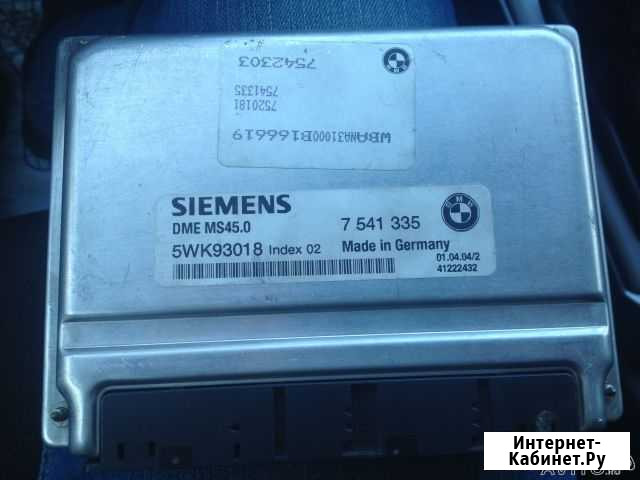 7542303
7541335
7520181
WBANA31000B166619
SIEMENS
DME MS45.0
7 541 335
5WK93018 Index 02
Made in Germany
01.04.04/2
41222432
BMW
Интернет-
Кабинет.Ру